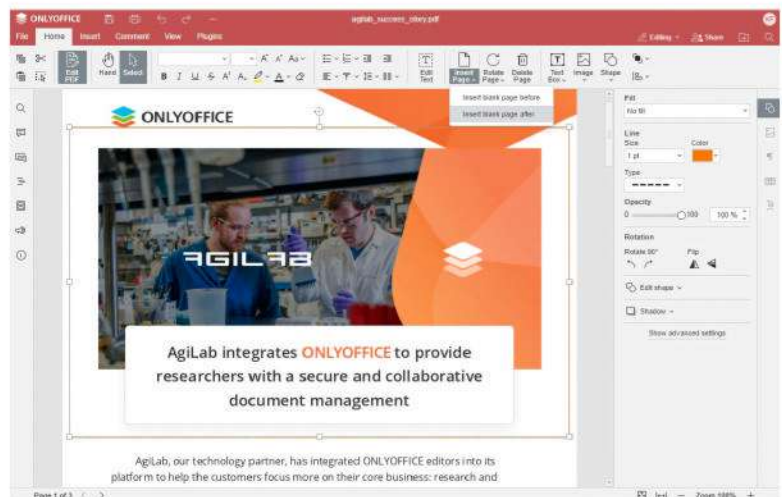 ONLYOFFICE
agilab_success_story.pdf
File Home Insert Comment View Plugins
Editing Share
Edit PDF
Hand
Select
Edit Text
Insert Page
Rotate Page
Delete Page
Text Box
Image
Shape
Insert blank page before
Insert blank page after
ONLYOFFICE
AGILAB
AgiLab integrates ONLYOFFICE to provide
researchers with a secure and collaborative
document management
AgiLab, our technology partner, has integrated ONLYOFFICE editors into its
platform to help the customers focus more on their core business: research and
Fill
No fill
Line
Size Color
1 pt
Type
Opacity
0 100 100 %
Rotation
Rotate 90° Flip
Edit shape
Shadow
Show advanced settings
Page 1 of 3
Zoom 100%